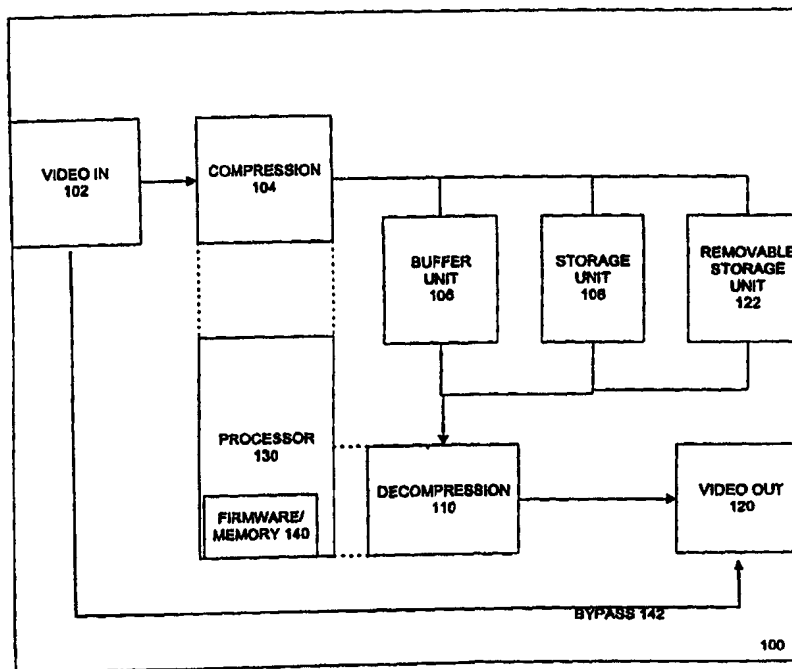 VIDEO IN
102
COMPRESSION
104
BUFFER
UNIT
106
STORAGE
UNIT
108
REMOVABLE
STORAGE
UNIT
122
PROCESSOR
130
FIRMWARE/
MEMORY 140
DECOMPRESSION
110
VIDEO OUT
120
BYPASS 142
100